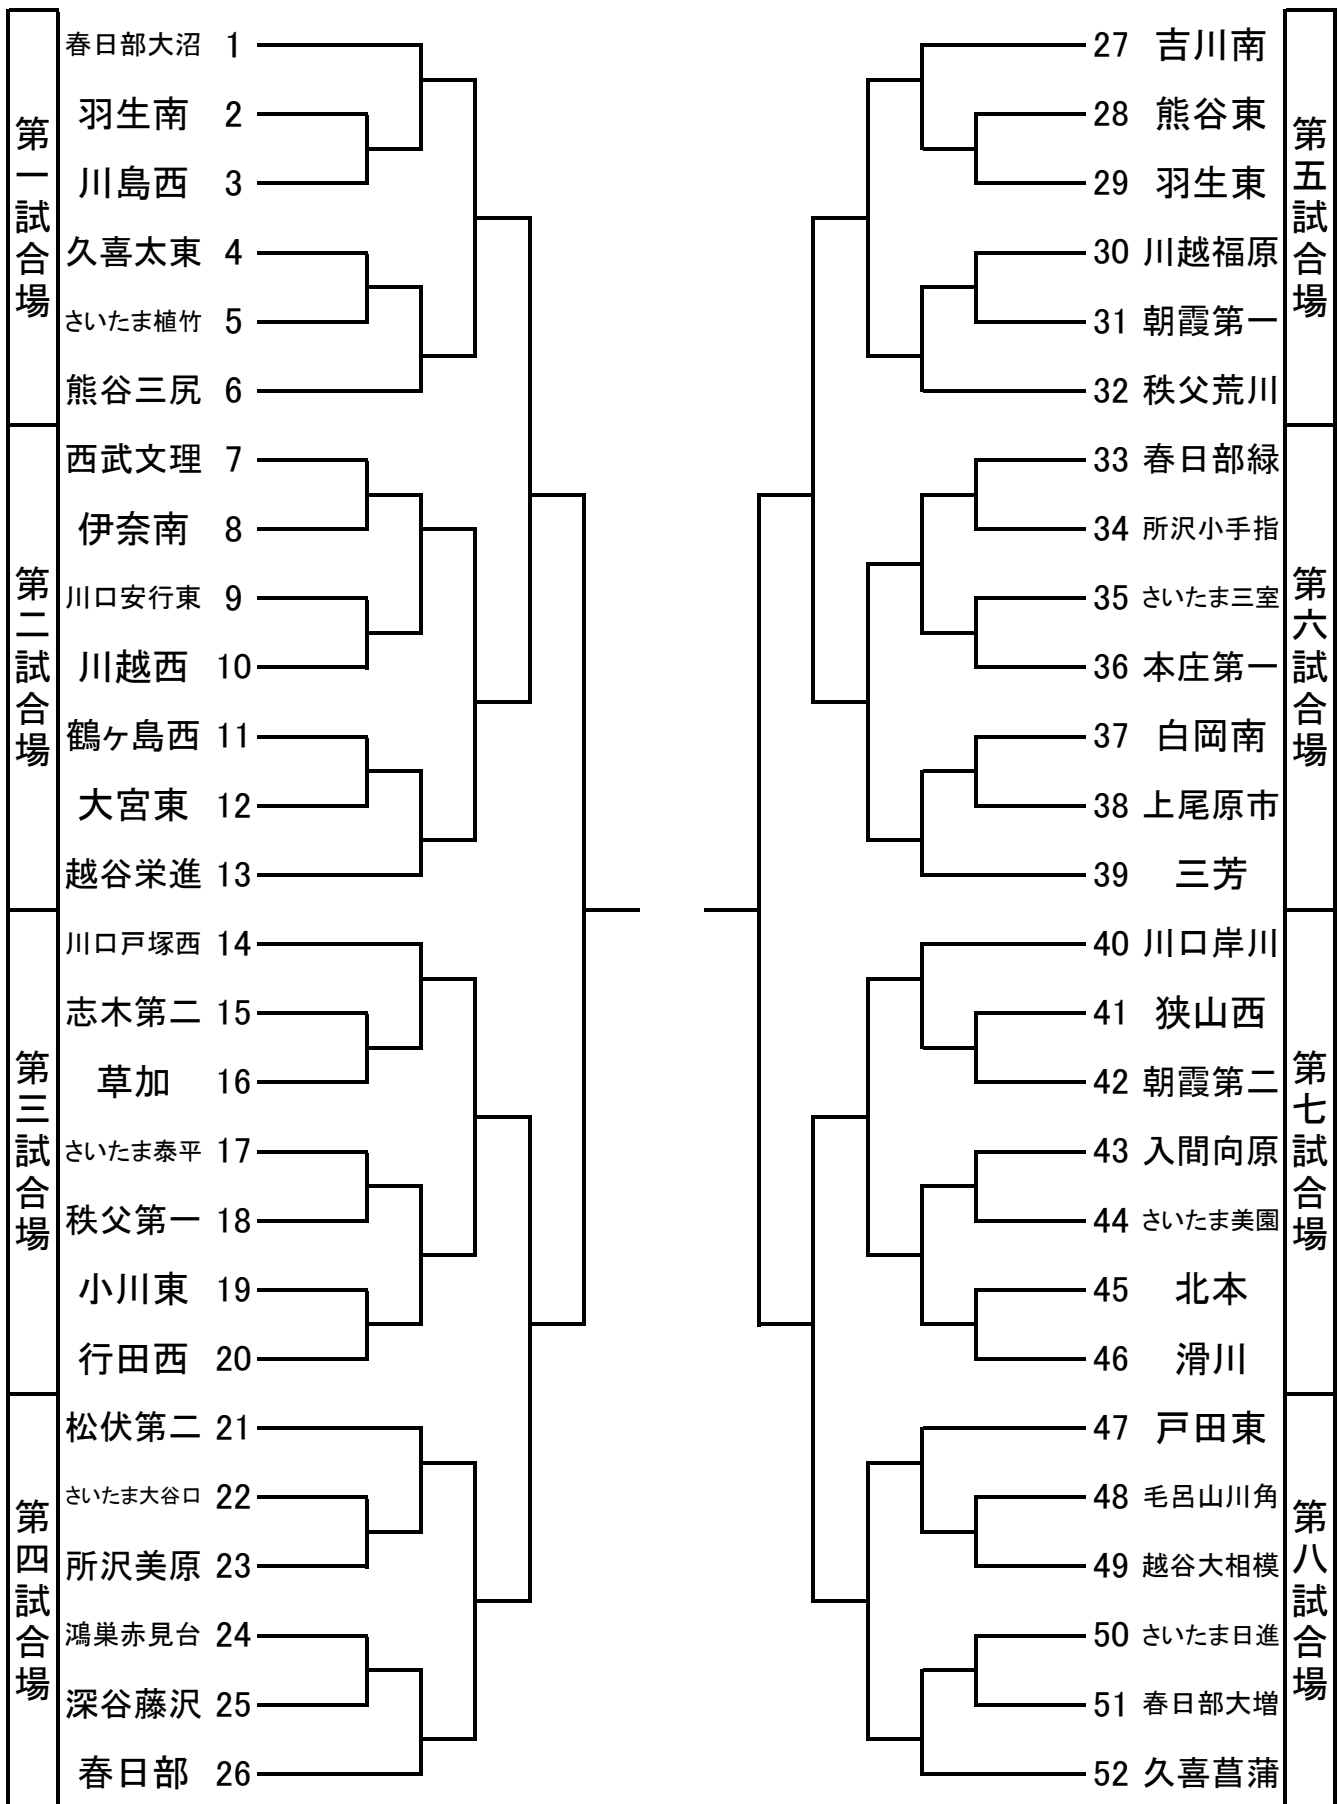 第一試合場
春日部大沼 1
羽生南 2
川島西 3
久喜太東 4
さいたま植竹 5
熊谷三尻 6
第二試合場
西武文理 7
伊奈南 8
川口安行東 9
川越西 10
鶴ヶ島西 11
大宮東 12
越谷栄進 13
第三試合場
川口戸塚西 14
志木第二 15
草加 16
さいたま泰平 17
秩父第一 18
小川東 19
行田西 20
第四試合場
松伏第二 21
さいたま大谷口 22
所沢美原 23
鴻巣赤見台 24
深谷藤沢 25
春日部 26
第五試合場
27 吉川南
28 熊谷東
29 羽生東
30 川越福原
31 朝霞第一
32 秩父荒川
第六試合場
33 春日部緑
34 所沢小手指
35 さいたま三室
36 本庄第一
37 白岡南
38 上尾原市
39 三芳
第七試合場
40 川口岸川
41 狭山西
42 朝霞第二
43 入間向原
44 さいたま美園
45 北本
46 滑川
第八試合場
47 戸田東
48 毛呂山川角
49 越谷大相模
50 さいたま日進
51 春日部大増
52 久喜菖蒲